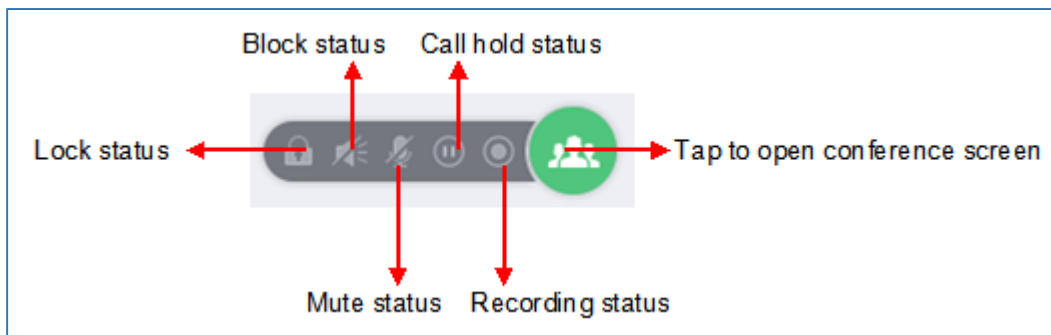 Block status
Call hold status
Lock status
Tap to open conference screen
Mute status
Recording status